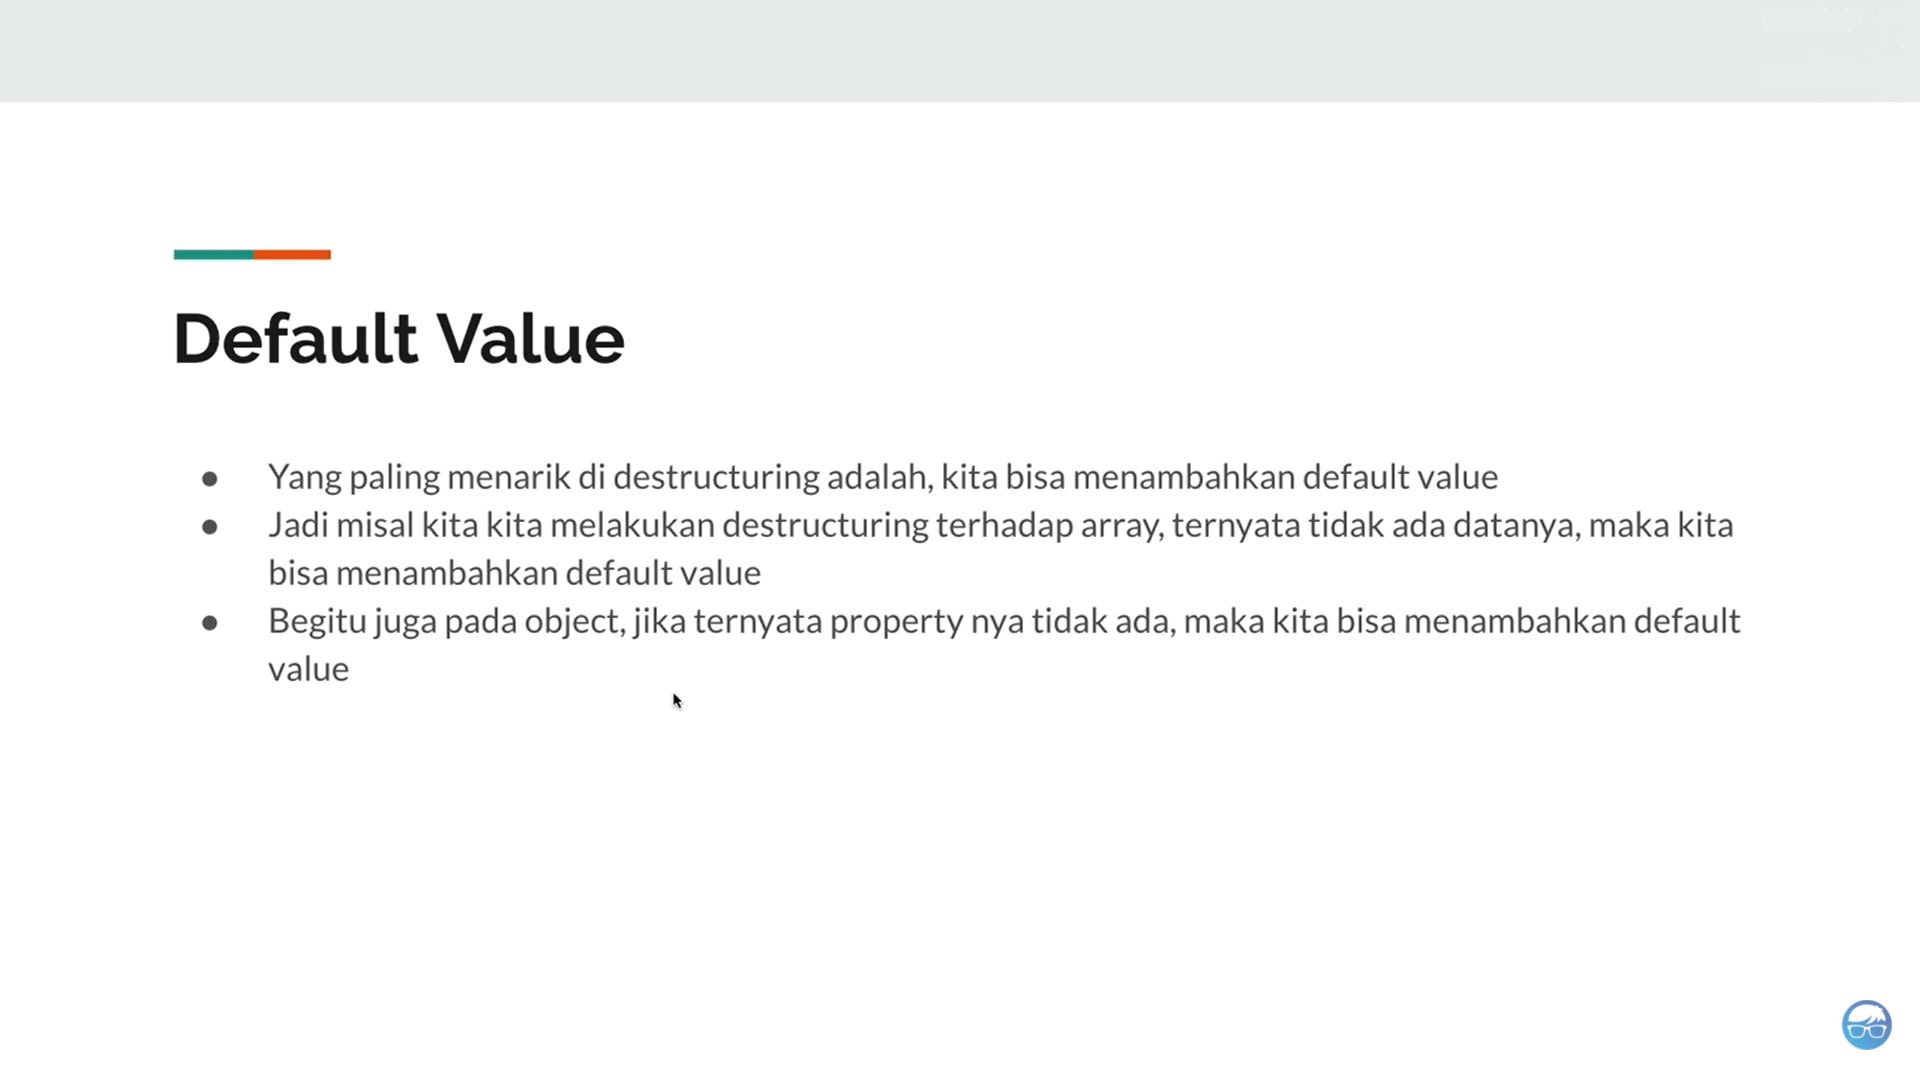 Default Value
● Yang paling menarik di destructuring adalah, kita bisa menambahkan default value
● Jadi misal kita kita melakukan destructuring terhadap array, ternyata tidak ada datanya, maka kita
bisa menambahkan default value
● Begitu juga pada object, jika ternyata property nya tidak ada, maka kita bisa menambahkan default
value